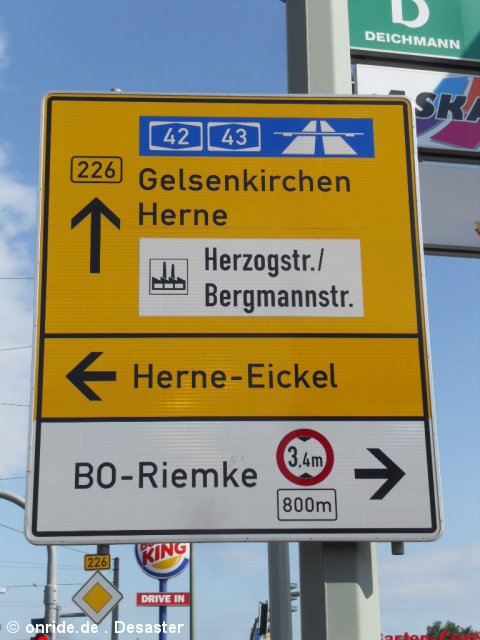 D
DEICHMANN
ASKA
42 43
226
Gelsenkirchen
Herne
Herzogstr./
Bergmannstr.
Herne-Eickel
BO-Riemke
3,4m
800m
226
KING
DRIVE IN
© onride.de . Desaster